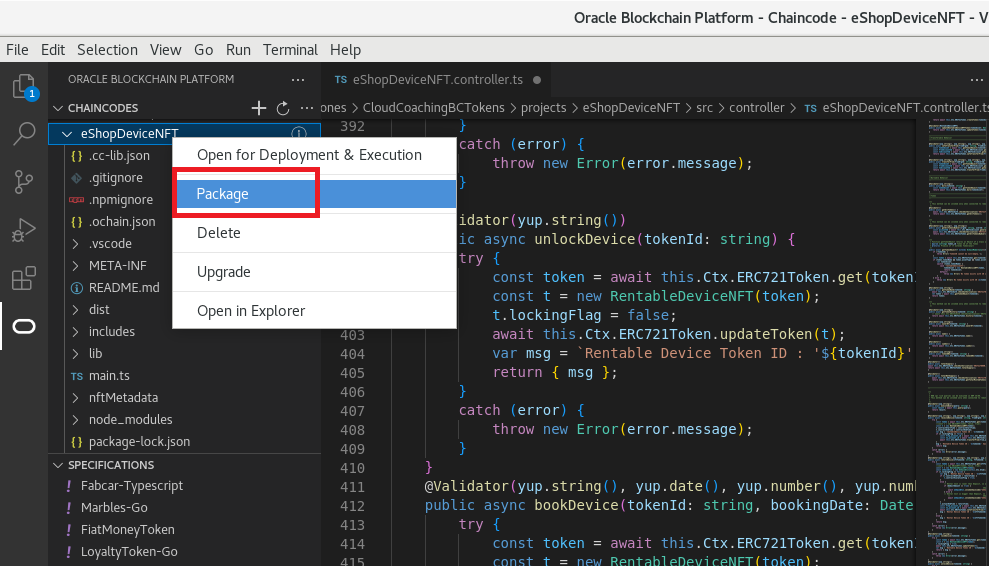 Oracle Blockchain Platform - Chaincode - eShopDeviceNFT - V
File Edit Selection View Go Run Terminal Help
1
ORACLE BLOCKCHAIN PLATFORM ...
CHAINCODES
eShopDeviceNFT
{} .cc-lib.json
.gitignore
npm .npmignore
{} .ochain.json
.vscode
META-INF
README.md
dist
includes
lib
TS main.ts
nftMetadata
node_modules
{} package-lock.json
SPECIFICATIONS
! Fabcar-Typescript
! Marbles-Go
! FiatMoneyToken
! LoyaltyToken-Go
Open for Deployment & Execution
Package
Delete
Upgrade
Open in Explorer
TS eShopDeviceNFT.controller.ts
ones > CloudCoachingBCTokens > projects > eShopDeviceNFT > src > controller > TS eShopDeviceNFT.controller.ts
392 }
catch (error) {
throw new Error(error.message);
}
lidator(yup.string())
ic async unlockDevice(tokenId: string) {
try {
const token = await this.Ctx.ERC721Token.get(tokenI
const t = new RentableDeviceNFT(token);
t.lockingFlag = false;
403 await this.Ctx.ERC721Token.updateToken(t);
404 var msg = `Rentable Device Token ID : '${tokenId}'
405 return { msg };
406 }
407 catch (error) {
408 throw new Error(error.message);
409 }
410 }
411 @Validator(yup.string(), yup.date(), yup.number(), yup.num
412 public async bookDevice(tokenId: string, bookingDate: Date
413 try {
414 const token = await this.Ctx.ERC721Token.get(tokenI
415 const t = new RentableDeviceNFT(token);